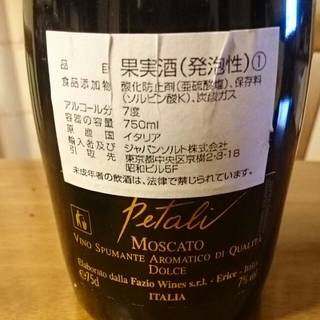 品　目　果実酒（発泡性）①
食品添加物　酸化防止剤（亜硫酸塩）、保存料
（ソルビン酸K）、炭酸ガス
アルコール分　7度
容器の容量　750ml
原産国　イタリア
輸入者及び　ジャパンソルト株式会社
引取先　東京都中央区京橋2-3-18
昭和ビル5F
未成年者の飲酒は、法律で禁じられています。
Petali
MOSCATO
VINO SPUMANTE AROMATICO DI QUALITÀ
DOLCE
Elaborato dalla Fazio Wines s.r.l. - Erice - Italia
℮75cl
7% vol
ITALIA